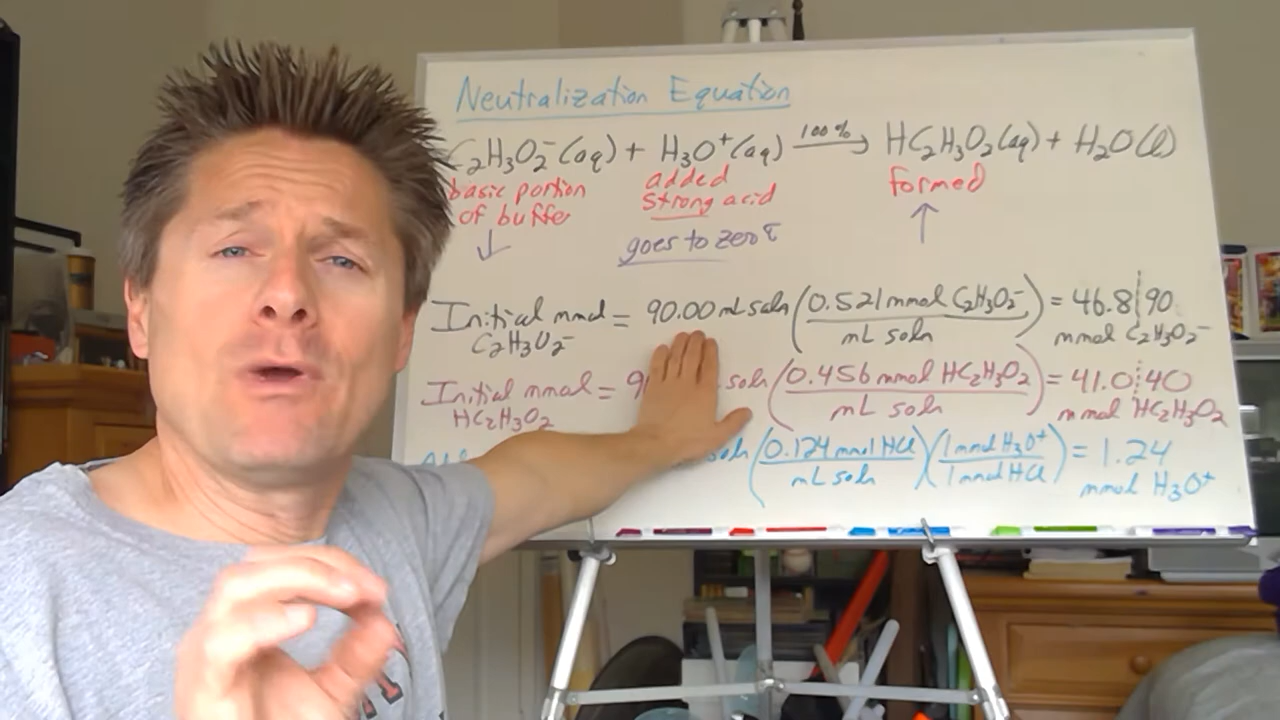 Neutralization Equation
C₂H₃O₂⁻(aq) + H₃O⁺(aq) 100% → HC₂H₃O₂(aq) + H₂O(l)
basic portion of buffer
added strong acid
formed
↓
goes to zero
↑
Initial mmol C₂H₃O₂⁻ = 90.00 mL soln (0.521 mmol C₂H₃O₂⁻ / mL soln) = 46.8¦90 mmol C₂H₃O₂⁻
Initial mmol HC₂H₃O₂ = 9 soln (0.456 mmol HC₂H₃O₂ / mL soln) = 41.0¦40 mmol HC₂H₃O₂
soln (0.124 mmol HCl / mL soln)(1 mmol H₃O⁺ / 1 mmol HCl) = 1.24 mmol H₃O⁺